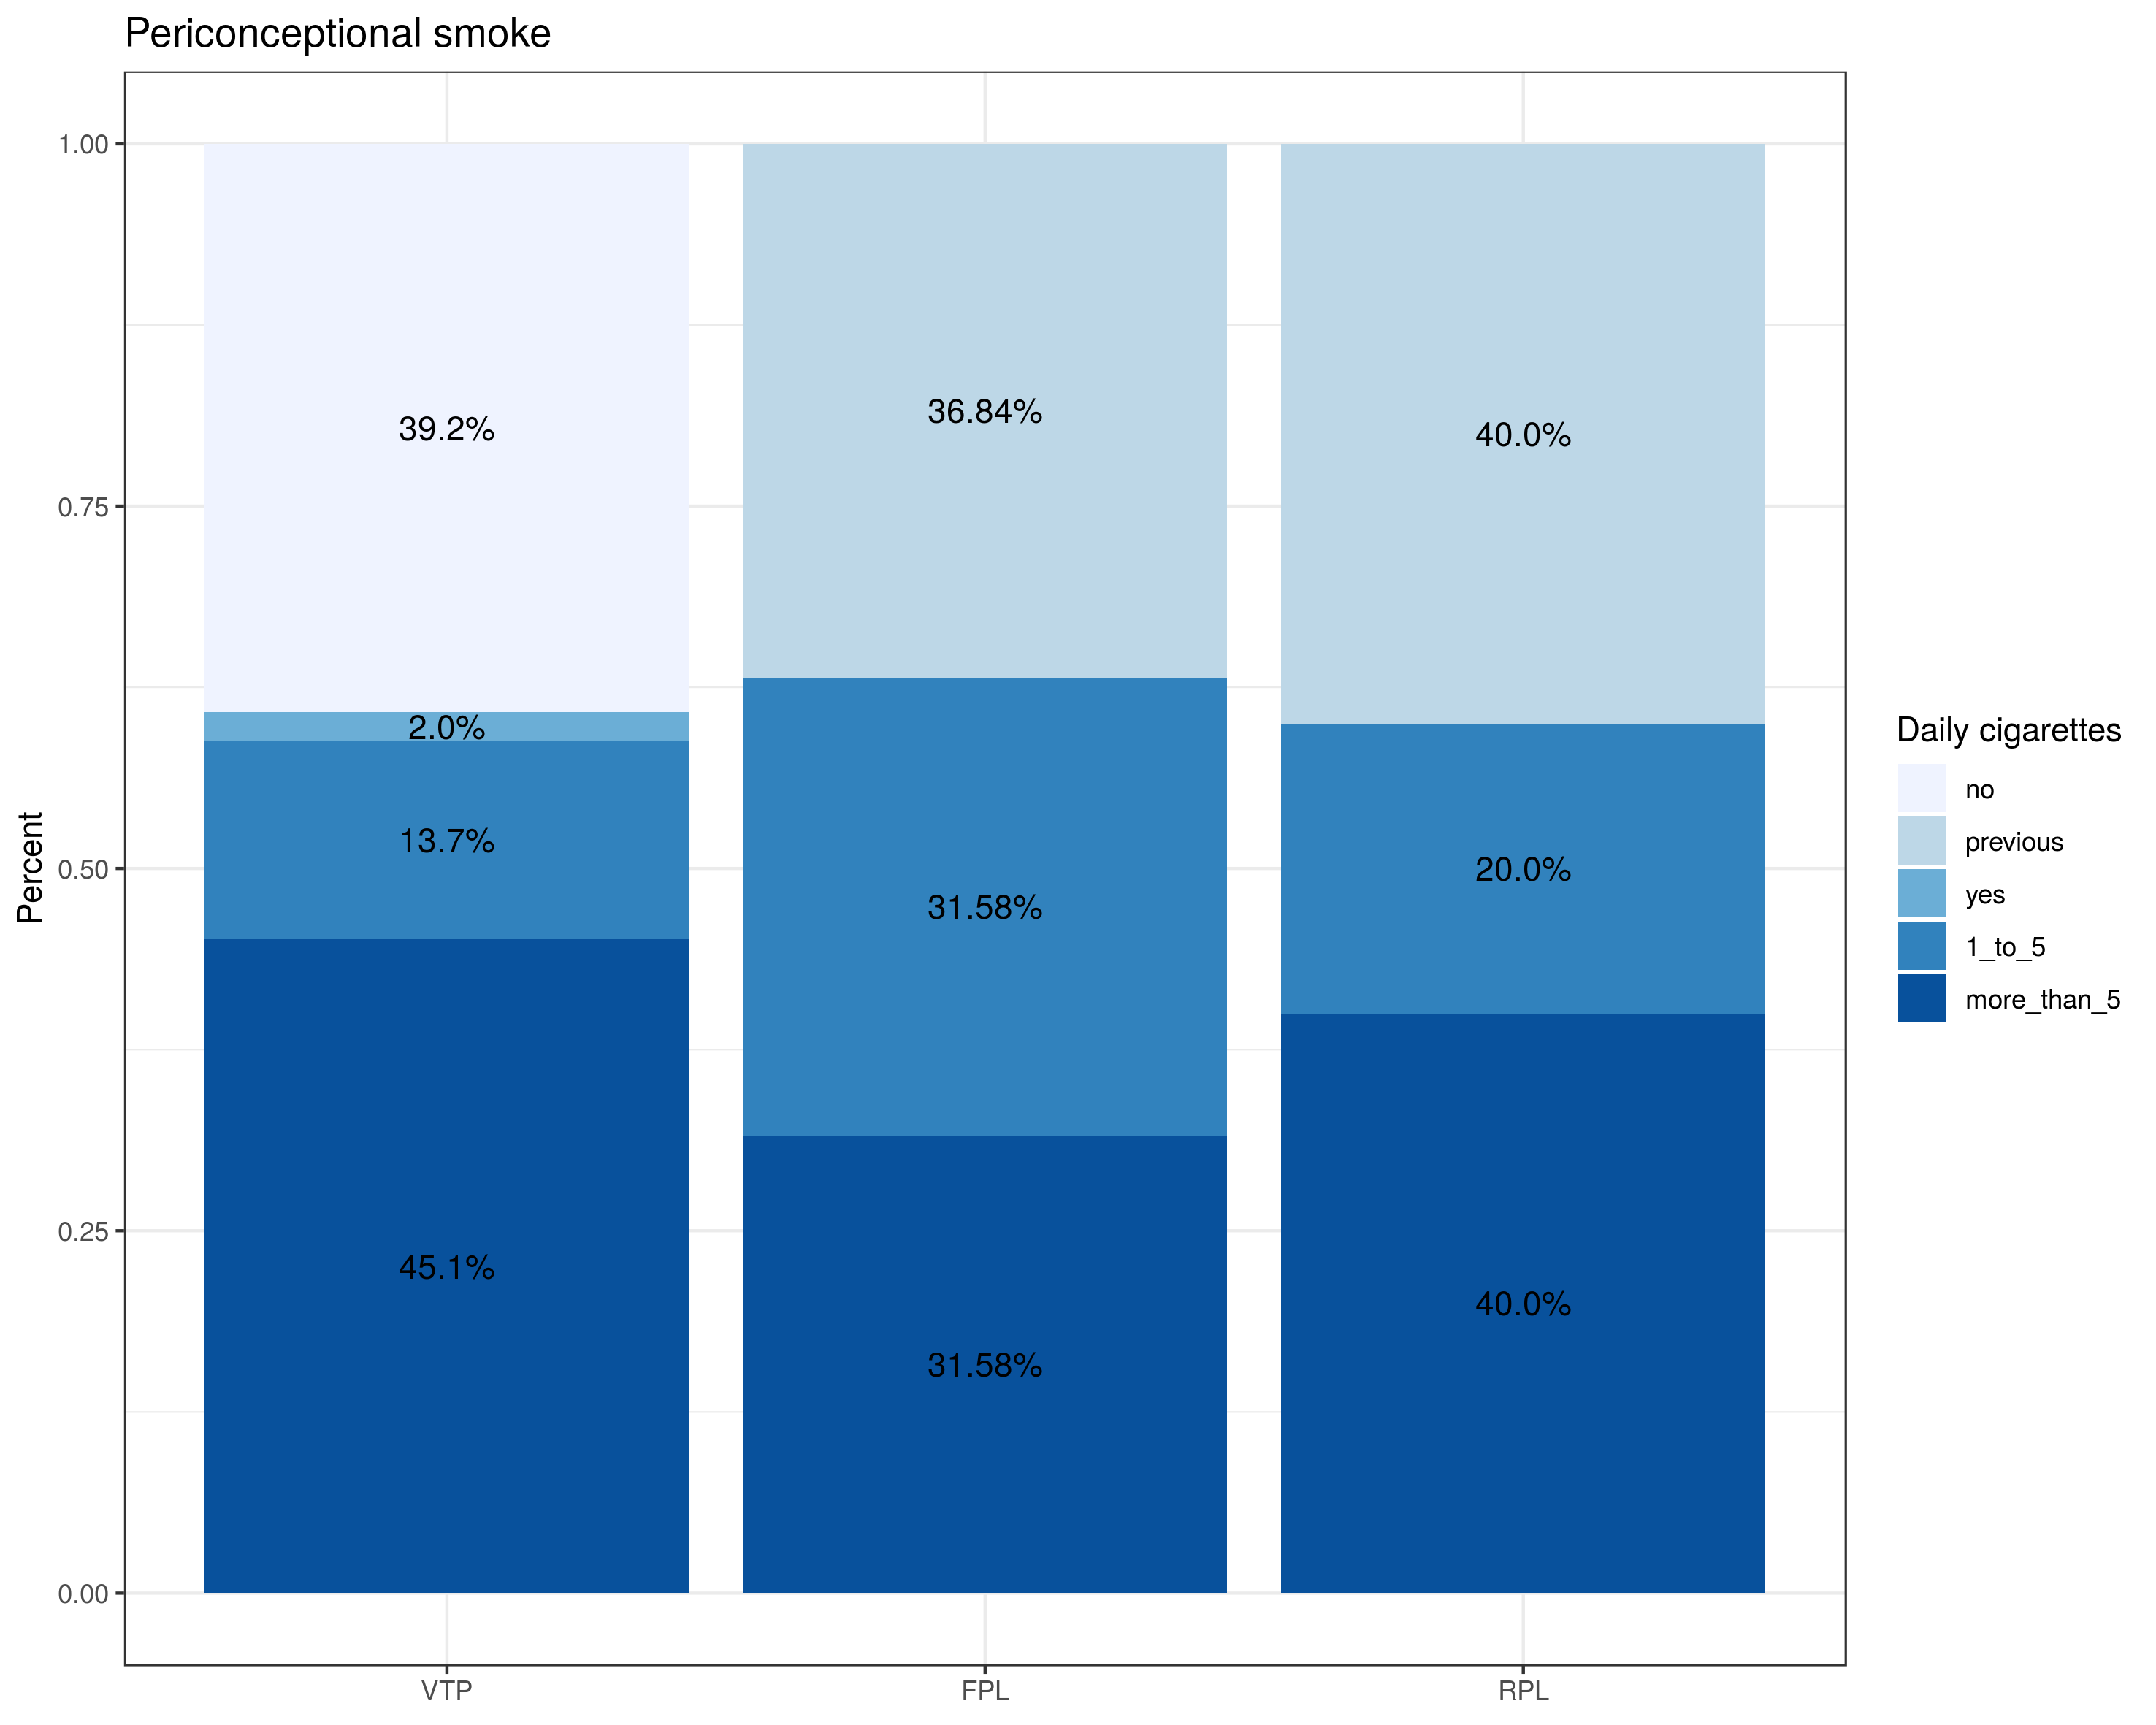 Periconceptional smoke
Percent
1.00
0.75
0.50
0.25
0.00
39.2%
2.0%
13.7%
45.1%
36.84%
31.58%
31.58%
40.0%
20.0%
40.0%
VTP
FPL
RPL
Daily cigarettes
no
previous
yes
1_to_5
more_than_5